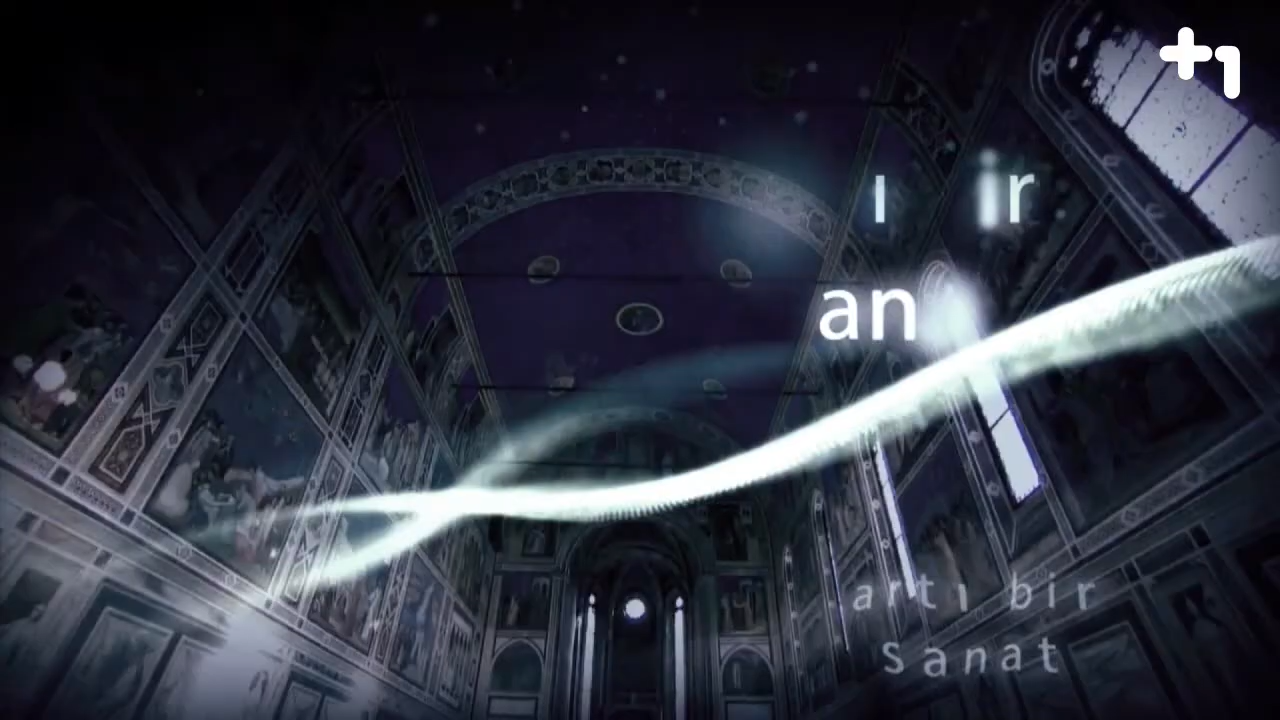 +1
ı ir
an
artı bir
sanat